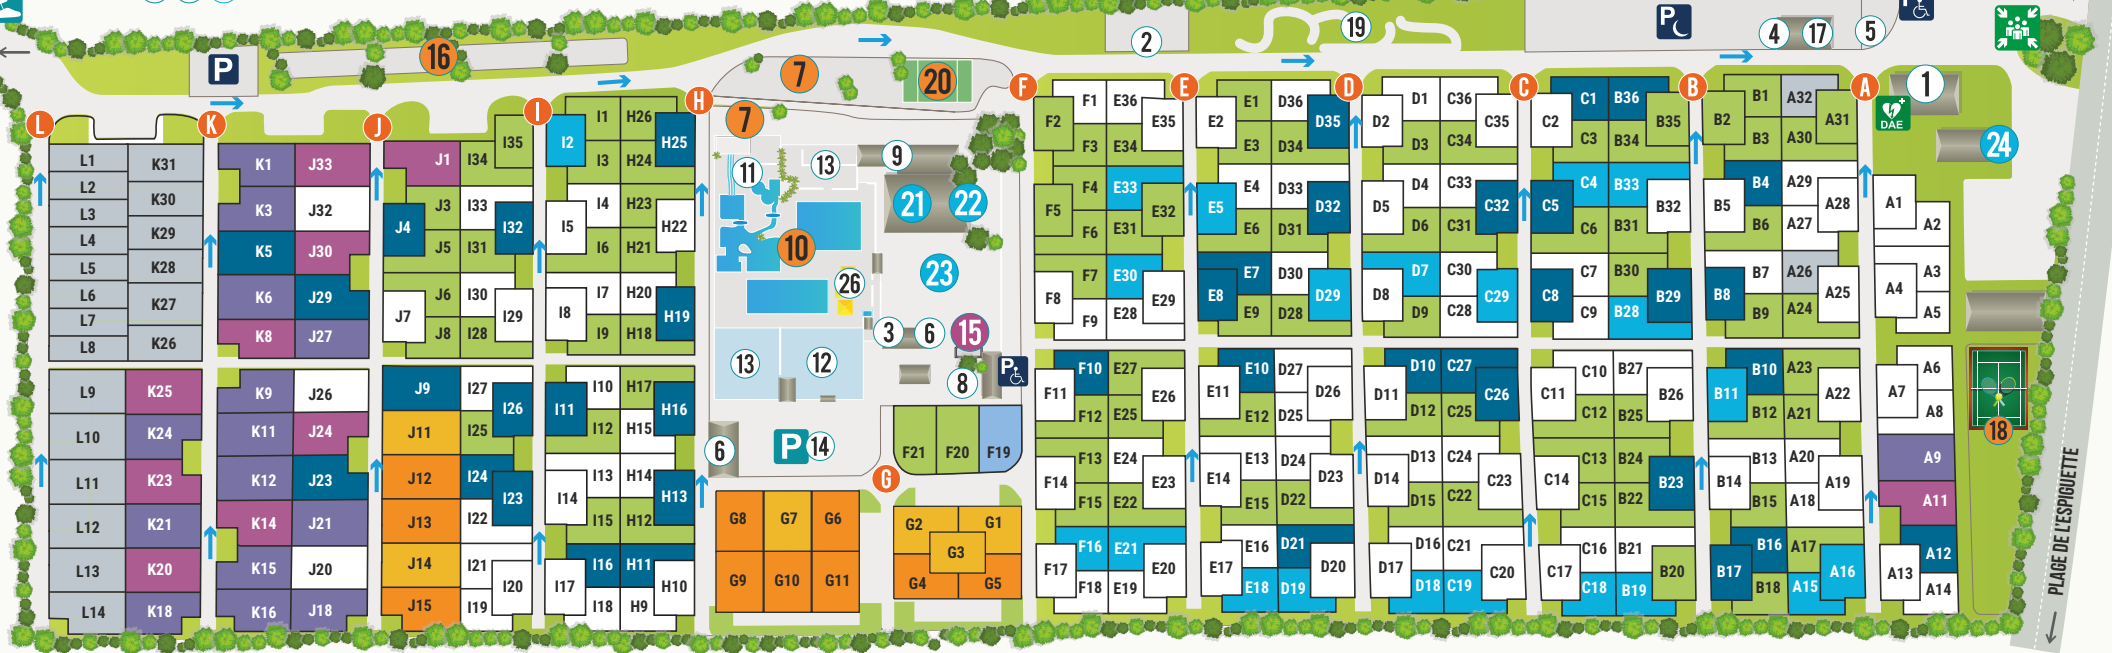 16
P
7
20
2
19
P
4
17
5
1
DAE
24
L
K
J
I
H
F
E
D
C
B
A
7
11
13
9
21
22
10
26
23
3
6
15
13
12
8
6
P
14
G
18
PLAGE DE L'ESPIGUETTE
L1
L2
L3
L4
L5
L6
L7
L8
K31
K30
K29
K28
K27
K26
L9
L10
L11
L12
L13
L14
K25
K24
K23
K21
K20
K18
K1
K3
K5
K6
K8
J33
J32
J30
J29
J27
K9
K11
K12
K14
K15
K16
J26
J24
J23
J21
J20
J18
J1
J3
J4
J5
J6
J7
J8
I35
I34
I33
I32
I31
I30
I29
I28
J9
J11
J12
J13
J14
J15
I27
I26
I25
I24
I23
I22
I21
I20
I19
I1
I2
I3
I4
I5
I6
I7
I8
I9
H26
H25
H24
H23
H22
H21
H20
H19
H18
I10
I11
I12
I13
I14
I15
I16
I17
I18
H17
H16
H15
H14
H13
H12
H11
H10
H9
G8
G7
G6
G9
G10
G11
G2
G1
G3
G4
G5
F21
F20
F19
F1
F2
F3
F4
F5
F6
F7
F8
F9
E36
E35
E34
E33
E32
E31
E30
E29
E28
F10
F11
F12
F13
F14
F15
F16
F17
F18
E27
E26
E25
E24
E23
E22
E21
E20
E19
E1
E2
E3
E4
E5
E6
E7
E8
E9
D36
D35
D34
D33
D32
D31
D30
D29
D28
E10
E11
E12
E13
E14
E15
E16
E17
E18
D27
D26
D25
D24
D23
D22
D21
D20
D19
D1
D2
D3
D4
D5
D6
D7
D8
D9
C36
C35
C34
C33
C32
C31
C30
C29
C28
D10
D11
D12
D13
D14
D15
D16
D17
D18
C27
C26
C25
C24
C23
C22
C21
C20
C19
C1
C2
C3
C4
C5
C6
C7
C8
C9
B36
B35
B34
B33
B32
B31
B30
B29
B28
C10
C11
C12
C13
C14
C15
C16
C17
C18
B27
B26
B25
B24
B23
B22
B21
B20
B19
B1
B2
B3
B4
B5
B6
B7
B8
B9
A32
A31
A30
A29
A28
A27
A26
A25
A24
B10
B11
B12
B13
B14
B15
B16
B17
B18
A23
A22
A21
A20
A19
A18
A17
A16
A15
A1
A2
A3
A4
A5
A6
A7
A8
A9
A11
A12
A13
A14